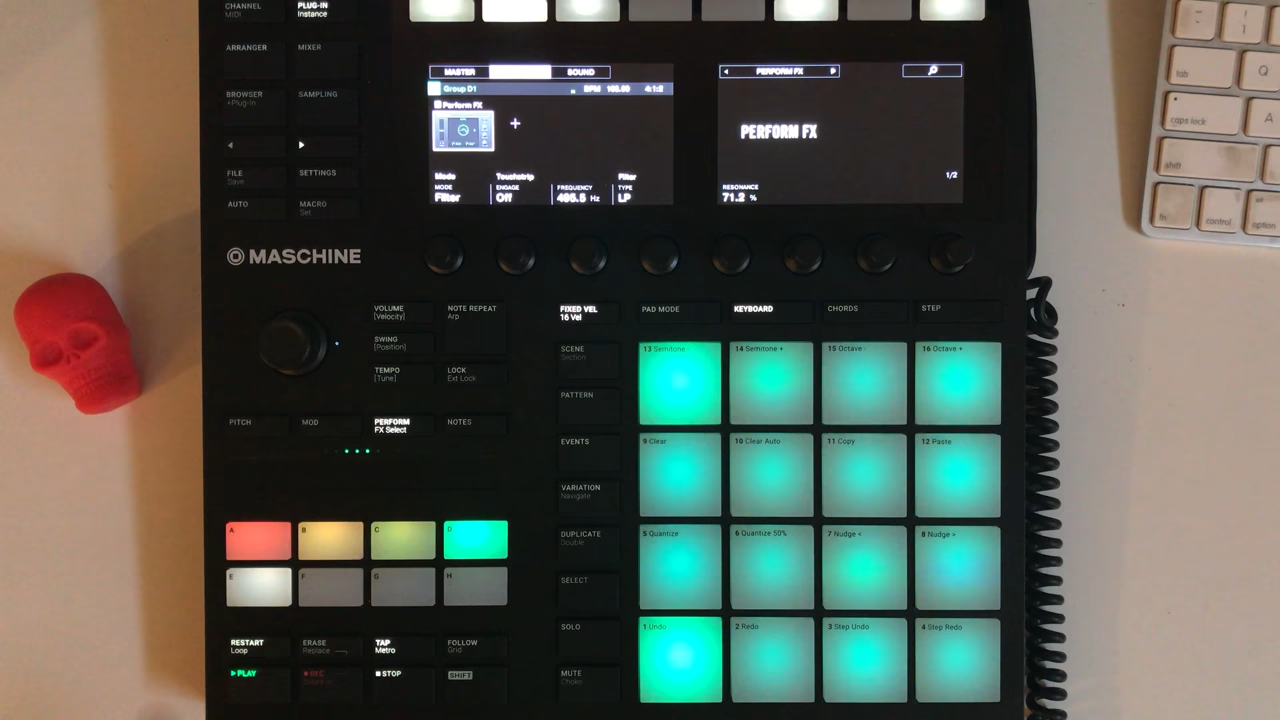 CHANNEL
MIDI
PLUG-IN
Instance
ARRANGER
MIXER
BROWSER
+Plug-In
SAMPLING
FILE
Save
SETTINGS
AUTO
MACRO
Set
MASCHINE
MASTER
SOUND
Group D1
BPM
4:1:2
Perform FX
+
Mode
Touchstrip
Filter
MODE
ENGAGE
FREQUENCY
TYPE
Filter
Off
Hz
LP
PERFORM FX
PERFORM FX
1/2
RESONANCE
71.2 %
VOLUME
[Velocity]
NOTE REPEAT
Arp
SWING
[Position]
TEMPO
[Tune]
LOCK
Ext Lock
PITCH
MOD
PERFORM
FX Select
NOTES
FIXED VEL
16 Vel
PAD MODE
KEYBOARD
CHORDS
STEP
SCENE
Section
PATTERN
EVENTS
VARIATION
Navigate
DUPLICATE
Double
SELECT
SOLO
MUTE
Choke
13 Semitone -
14 Semitone +
15 Octave -
16 Octave +
9 Clear
10 Clear Auto
11 Copy
12 Paste
5 Quantize
6 Quantize 50%
7 Nudge <
8 Nudge >
1 Undo
2 Redo
3 Step Undo
4 Step Redo
A
B
C
D
E
F
G
H
RESTART
Loop
ERASE
Replace
TAP
Metro
FOLLOW
Grid
PLAY
REC
STOP
SHIFT
tab
Q
caps lock
A
shift
fn
control
option